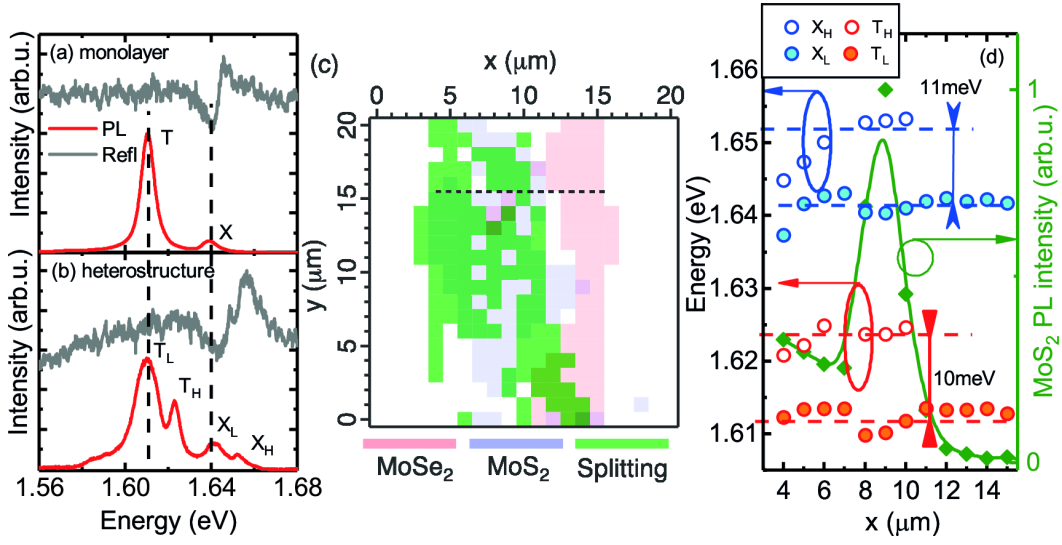 (a) monolayer
Intensity (arb.u.)
PL
Refl
T
X
(b) heterostructure
Intensity (arb.u.)
T_L
T_H
X_L
X_H
1.56 1.60 1.64 1.68
Energy (eV)
(c)
x (μm)
0 5 10 15 20
20
15
10
5
0
y (μm)
MoSe₂ MoS₂ Splitting
X_H T_H
X_L T_L
(d)
1.66
1.65
1.64
1.63
1.62
1.61
Energy (eV)
11meV
10meV
1
0
MoS₂ PL intensity (arb.u.)
4 6 8 10 12 14
x (μm)